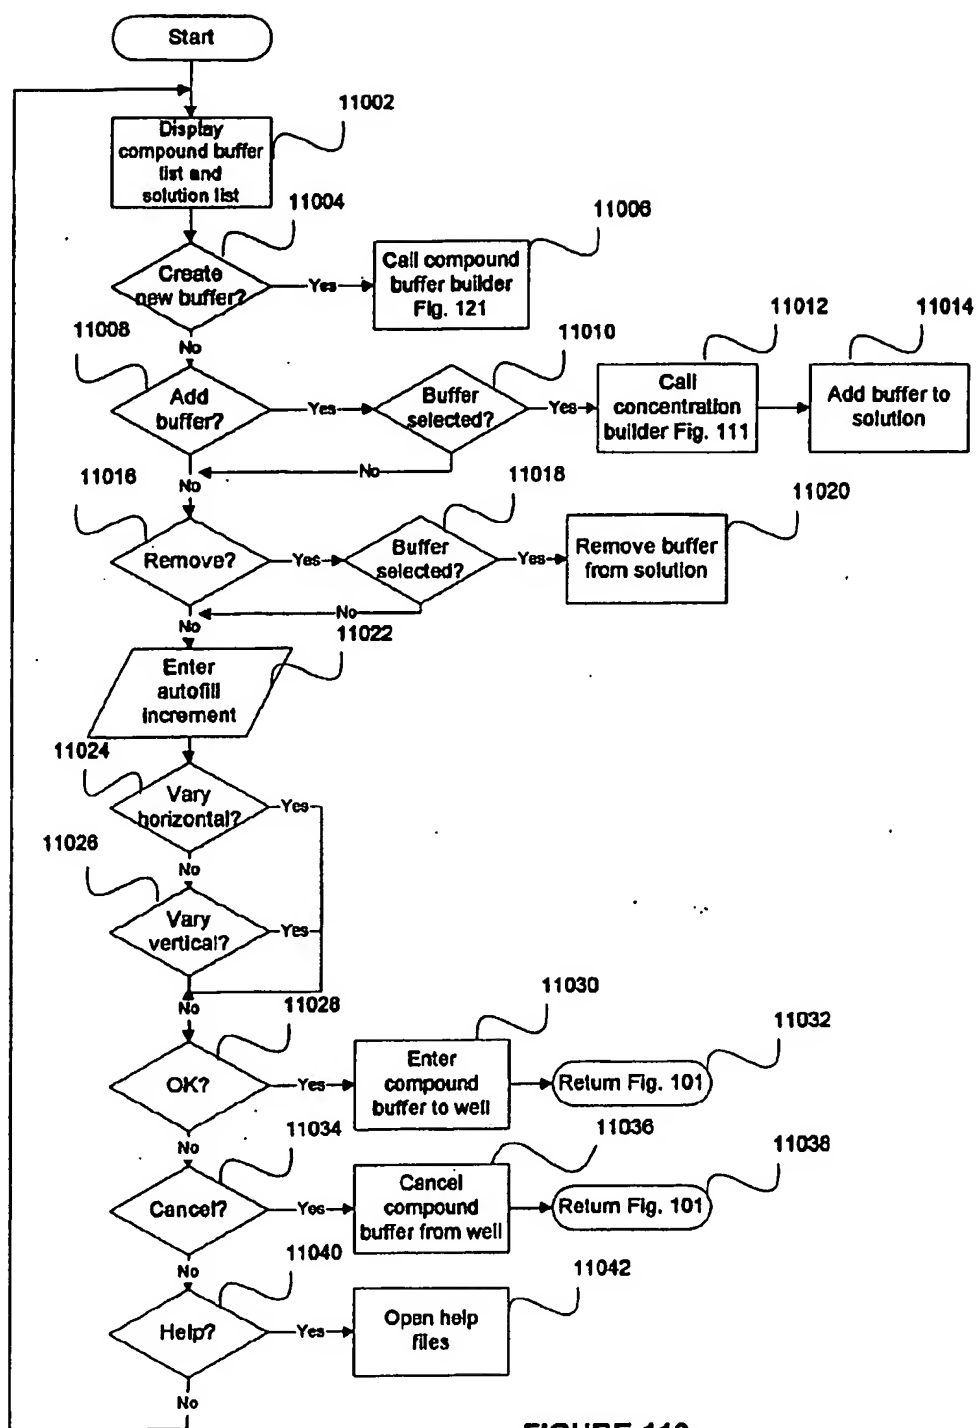 Start
11002
Display
compound buffer
list and
solution list
11004
11006
Create
new buffer?
Yes
Call compound
buffer builder
Fig. 121
No
11008
11010
11012
11014
Add
buffer?
Yes
Buffer
selected?
Yes
Call
concentration
builder Fig. 111
Add buffer to
solution
No
No
11016
11018
11020
Remove?
Yes
Buffer
selected?
Yes
Remove buffer
from solution
No
No
11022
Enter
autofill
increment
11024
Vary
horizontal?
Yes
No
11026
Vary
vertical?
Yes
No
11028
11030
11032
OK?
Yes
Enter
compound
buffer to well
Return Fig. 101
No
11034
11036
11038
Cancel?
Yes
Cancel
compound
buffer from well
Return Fig. 101
No
11040
11042
Help?
Yes
Open help
files
No
FIGURE 110